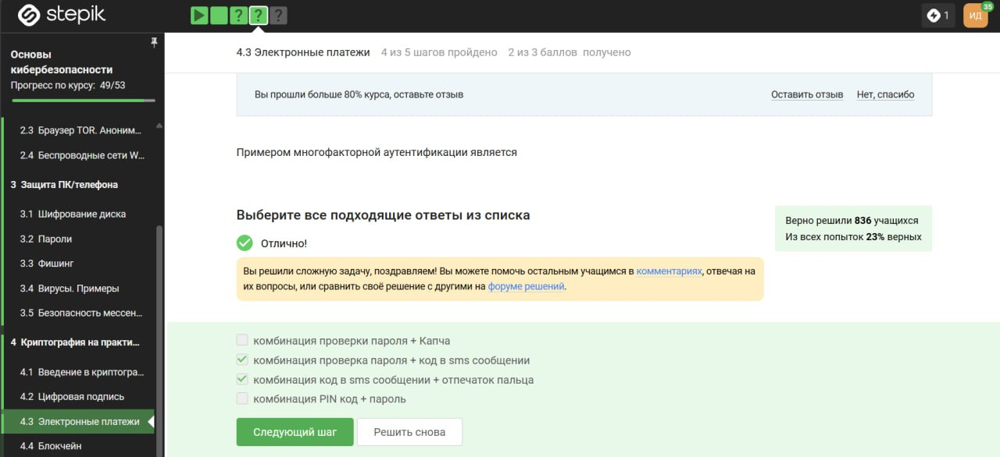 stepik
? ? ?
1
ИД
35
Основы
кибербезопасности
Прогресс по курсу: 49/53
2.3 Браузер TOR. Аноним...
2.4 Беспроводные сети W...
3 Защита ПК/телефона
3.1 Шифрование диска
3.2 Пароли
3.3 Фишинг
3.4 Вирусы. Примеры
3.5 Безопасность мессен...
4 Криптография на практи...
4.1 Введение в криптогра...
4.2 Цифровая подпись
4.3 Электронные платежи
4.4 Блокчейн
4.3 Электронные платежи 4 из 5 шагов пройдено 2 из 3 баллов получено
Вы прошли больше 80% курса, оставьте отзыв Оставить отзыв Нет, спасибо
Примером многофакторной аутентификации является
Выберите все подходящие ответы из списка
Отлично!
Верно решили 836 учащихся
Из всех попыток 23% верных
Вы решили сложную задачу, поздравляем! Вы можете помочь остальным учащимся в комментариях, отвечая на
их вопросы, или сравнить своё решение с другими на форуме решений.
комбинация проверки пароля + Капча
комбинация проверка пароля + код в sms сообщении
комбинация код в sms сообщении + отпечаток пальца
комбинация PIN код + пароль
Следующий шаг Решить снова